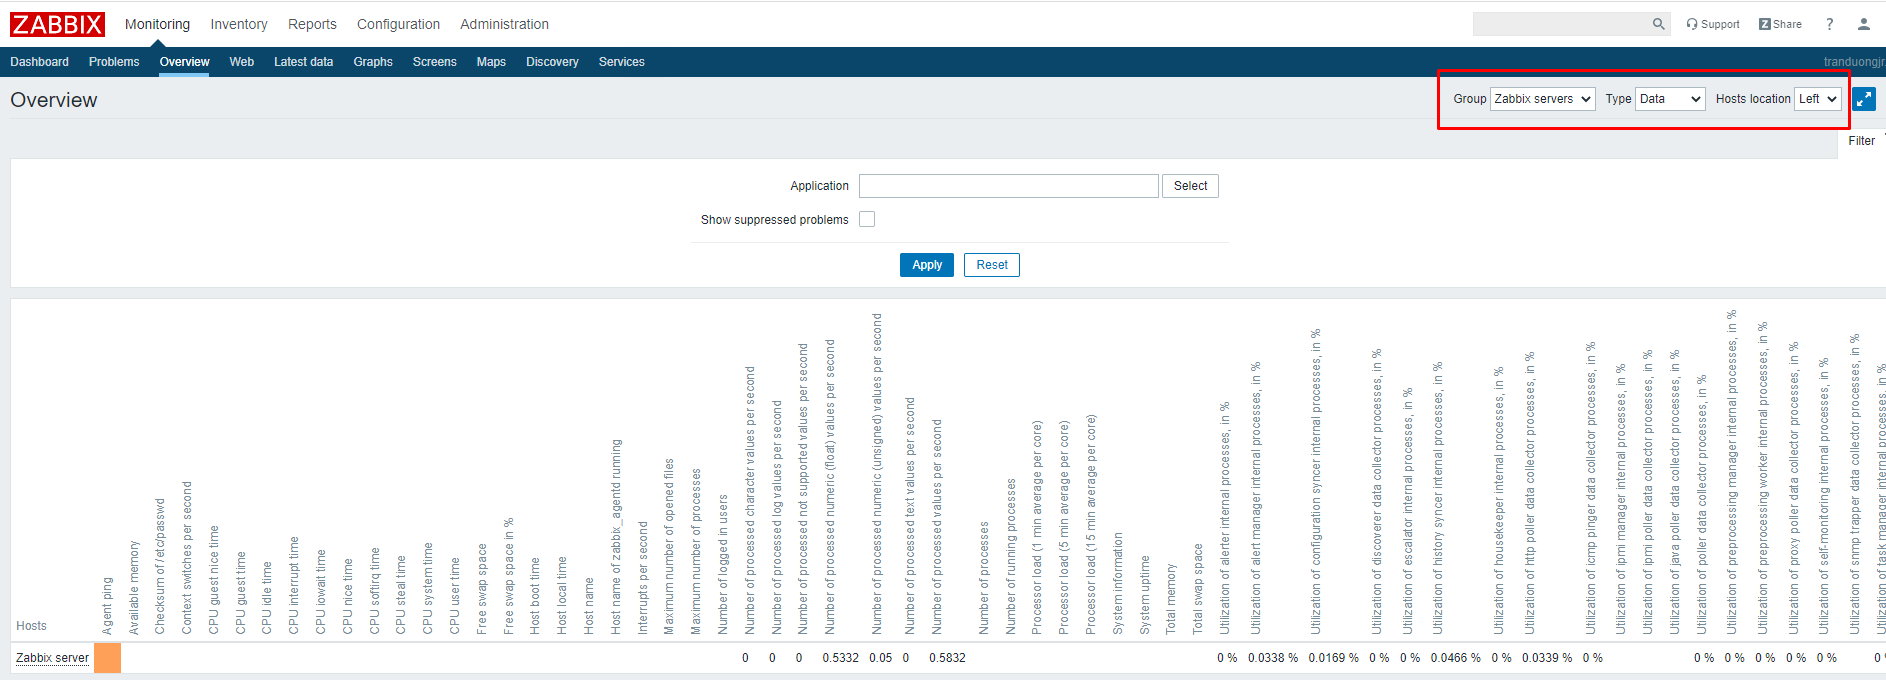 ZABBIX Monitoring Inventory Reports Configuration Administration Support Z Share ?
Dashboard Problems Overview Web Latest data Graphs Screens Maps Discovery Services tranduongjr
Overview Group Zabbix servers Type Data Hosts location Left
Filter
Application Select
Show suppressed problems
Apply Reset
Hosts
Agent ping
Available memory
Checksum of /etc/passwd
Context switches per second
CPU guest nice time
CPU guest time
CPU idle time
CPU interrupt time
CPU iowait time
CPU nice time
CPU softirq time
CPU steal time
CPU system time
CPU user time
Free swap space
Free swap space in %
Host boot time
Host local time
Host name
Host name of zabbix_agentd running
Interrupts per second
Maximum number of opened files
Maximum number of processes
Number of logged in users
Number of processed character values per second
Number of processed log values per second
Number of processed not supported values per second
Number of processed numeric (float) values per second
Number of processed numeric (unsigned) values per second
Number of processed text values per second
Number of processed values per second
Number of processes
Number of running processes
Processor load (1 min average per core)
Processor load (5 min average per core)
Processor load (15 min average per core)
System information
System uptime
Total memory
Total swap space
Utilization of alerter internal processes, in %
Utilization of alert manager internal processes, in %
Utilization of configuration syncer internal processes, in %
Utilization of discoverer data collector processes, in %
Utilization of escalator internal processes, in %
Utilization of history syncer internal processes, in %
Utilization of housekeeper internal processes, in %
Utilization of http poller data collector processes, in %
Utilization of icmp pinger data collector processes, in %
Utilization of ipmi manager internal processes, in %
Utilization of ipmi poller data collector processes, in %
Utilization of java poller data collector processes, in %
Utilization of poller data collector processes, in %
Utilization of preprocessing manager internal processes, in %
Utilization of preprocessing worker internal processes, in %
Utilization of proxy poller data collector processes, in %
Utilization of self-monitoring internal processes, in %
Utilization of snmp trapper data collector processes, in %
Utilization of task manager internal processes, in %
Zabbix server 0 0 0 0.5332 0.05 0 0.5832 0 % 0.0338 % 0.0169 % 0 % 0 % 0.0466 % 0 % 0.0339 % 0 % 0 % 0 % 0 % 0 % 0 % 0